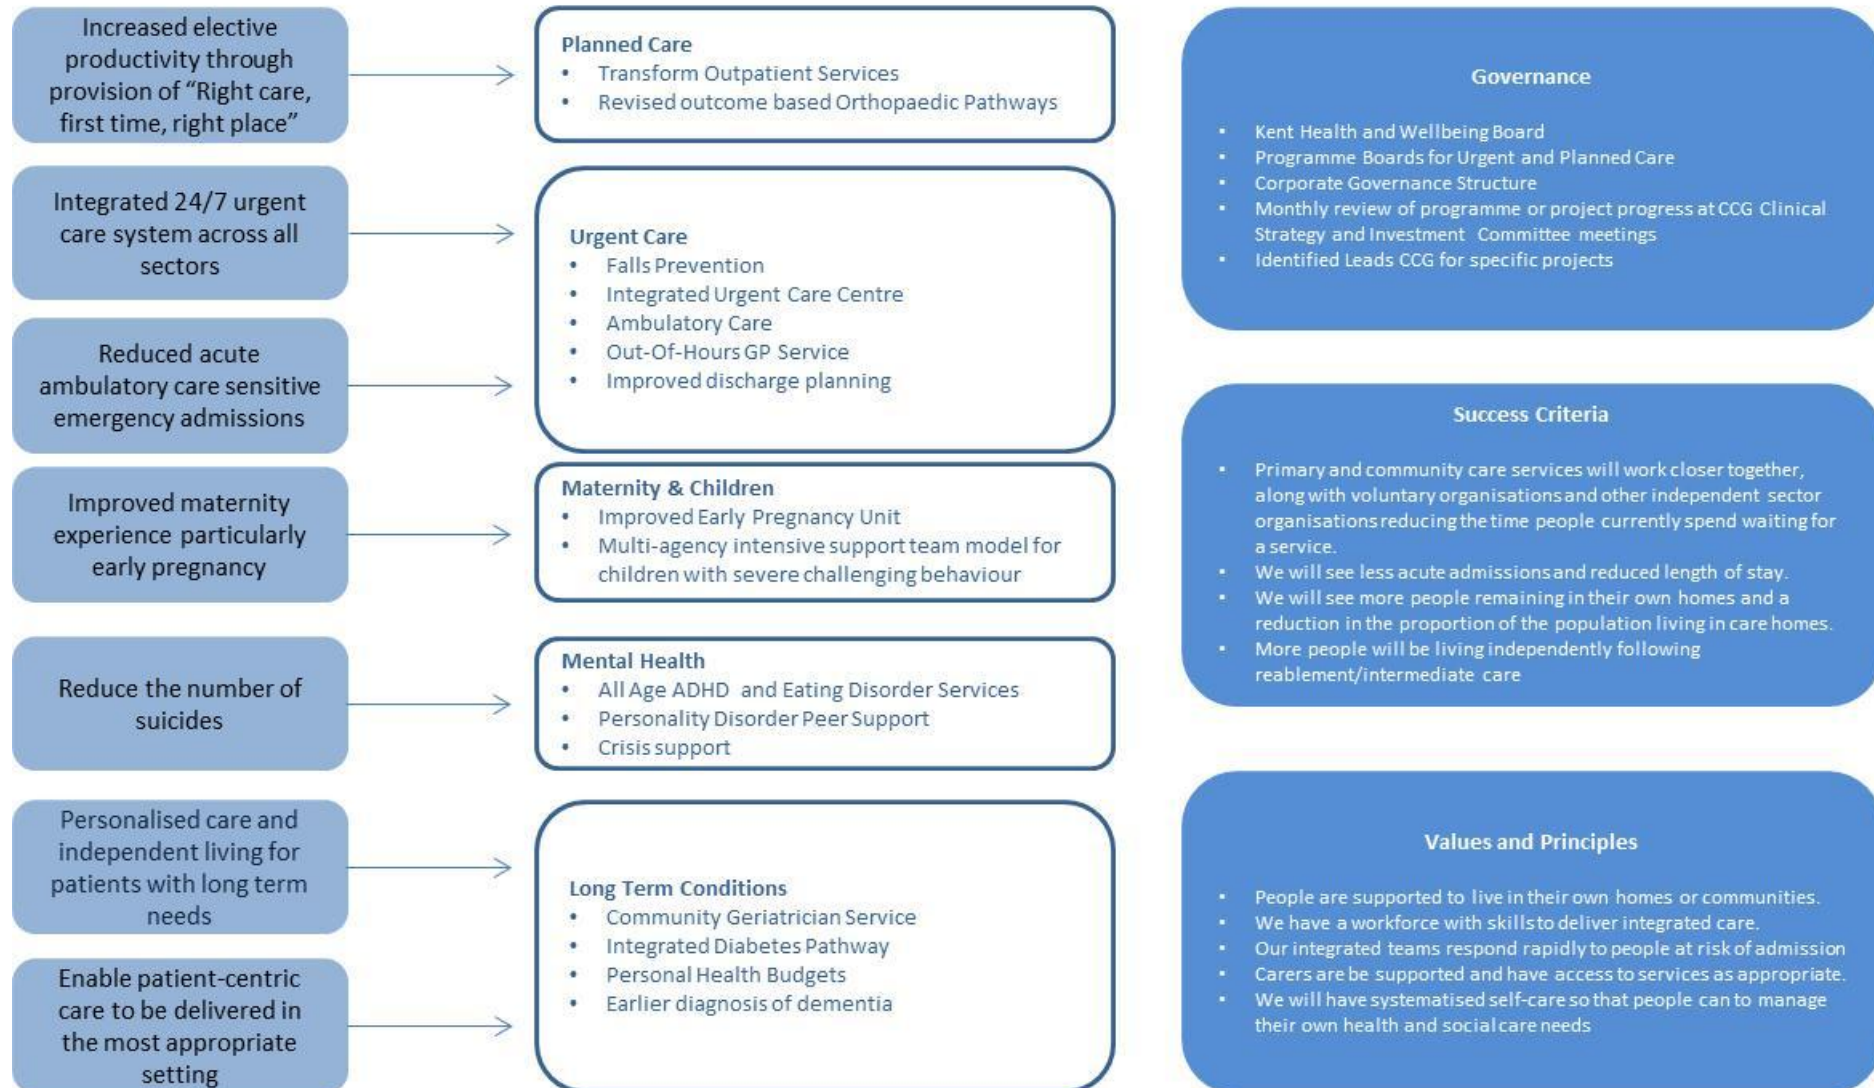 Increased elective
productivity through
provision of “Right care,
first time, right place”
Integrated 24/7 urgent
care system across all
sectors
Reduced acute
ambulatory care sensitive
emergency admissions
Improved maternity
experience particularly
early pregnancy
Reduce the number of
suicides
Personalised care and
independent living for
patients with long term
needs
Enable patient-centric
care to be delivered in
the most appropriate
setting
Planned Care
• Transform Outpatient Services
• Revised outcome based Orthopaedic Pathways
Urgent Care
• Falls Prevention
• Integrated Urgent Care Centre
• Ambulatory Care
• Out-Of-Hours GP Service
• Improved discharge planning
Maternity & Children
• Improved Early Pregnancy Unit
• Multi-agency intensive support team model for
children with severe challenging behaviour
Mental Health
• All Age ADHD and Eating Disorder Services
• Personality Disorder Peer Support
• Crisis support
Long Term Conditions
• Community Geriatrician Service
• Integrated Diabetes Pathway
• Personal Health Budgets
• Earlier diagnosis of dementia
Governance
• Kent Health and Wellbeing Board
• Programme Boards for Urgent and Planned Care
• Corporate Governance Structure
• Monthly review of programme or project progress at CCG Clinical
Strategy and Investment Committee meetings
• Identified Leads CCG for specific projects
Success Criteria
• Primary and community care services will work closer together,
along with voluntary organisations and other independent sector
organisations reducing the time people currently spend waiting for
a service.
• We will see less acute admissions and reduced length of stay.
• We will see more people remaining in their own homes and a
reduction in the proportion of the population living in care homes.
• More people will be living independently following
reablement/intermediate care
Values and Principles
• People are supported to live in their own homes or communities.
• We have a workforce with skills to deliver integrated care.
• Our integrated teams respond rapidly to people at risk of admission
• Carers are be supported and have access to services as appropriate.
• We will have systematised self-care so that people can to manage
their own health and social care needs